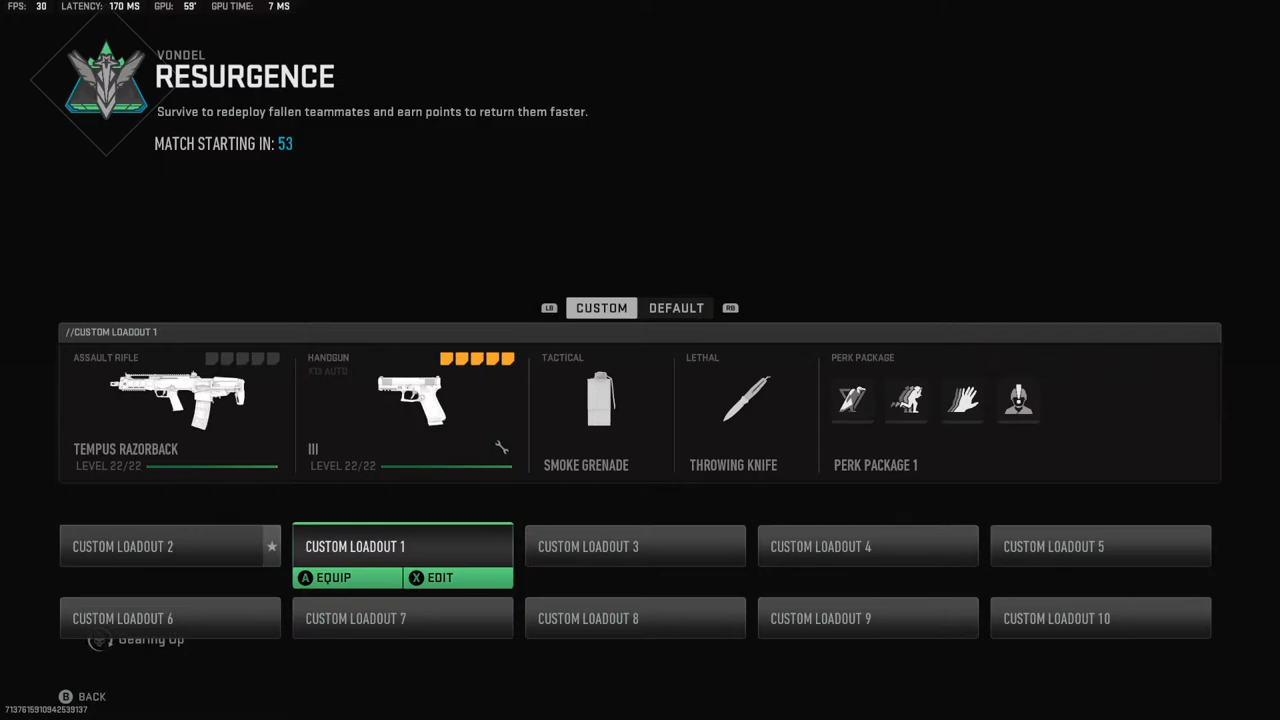 FPS: 30 LATENCY: 170 MS GPU: 59° GPU TIME: 7 MS
VONDEL
RESURGENCE
Survive to redeploy fallen teammates and earn points to return them faster.
MATCH STARTING IN: 53
LB CUSTOM DEFAULT RB
//CUSTOM LOADOUT 1
ASSAULT RIFLE HANDGUN TACTICAL LETHAL PERK PACKAGE
X13 AUTO
TEMPUS RAZORBACK III
LEVEL 22/22 LEVEL 22/22 SMOKE GRENADE THROWING KNIFE PERK PACKAGE 1
CUSTOM LOADOUT 2 CUSTOM LOADOUT 1 CUSTOM LOADOUT 3 CUSTOM LOADOUT 4 CUSTOM LOADOUT 5
A EQUIP X EDIT
CUSTOM LOADOUT 6 CUSTOM LOADOUT 7 CUSTOM LOADOUT 8 CUSTOM LOADOUT 9 CUSTOM LOADOUT 10
Gearing Up
B BACK
7137615910942539137